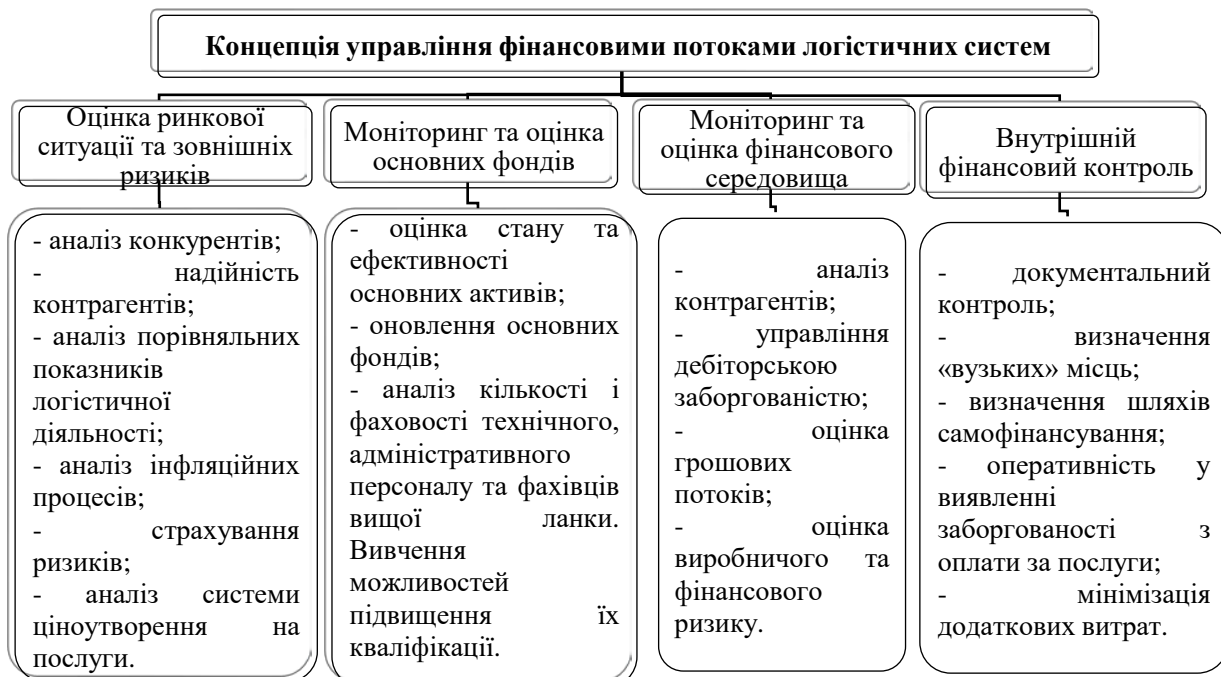 Концепція управління фінансовими потоками логістичних систем
Оцінка ринкової
ситуації та зовнішніх
ризиків
Моніторинг та оцінка
основних фондів
Моніторинг та
оцінка фінансового
середовища
Внутрішній
фінансовий контроль
- аналіз конкурентів;
- надійність
контрагентів;
- аналіз порівняльних
показників
логістичної
діяльності;
- аналіз інфляційних
процесів;
- страхування
ризиків;
- аналіз системи
ціноутворення на
послуги.
- оцінка стану та
ефективності
основних активів;
- оновлення основних
фондів;
- аналіз кількості і
фаховості технічного,
адміністративного
персоналу та фахівців
вищої ланки.
Вивчення
можливостей
підвищення їх
кваліфікації.
- аналіз
контрагентів;
- управління
дебіторською
заборгованістю;
- оцінка
грошових
потоків;
- оцінка
виробничого та
фінансового
ризику.
- документальний
контроль;
- визначення
«вузьких» місць;
- визначення шляхів
самофінансування;
- оперативність у
виявленні
заборгованості з
оплати за послуги;
- мінімізація
додаткових витрат.